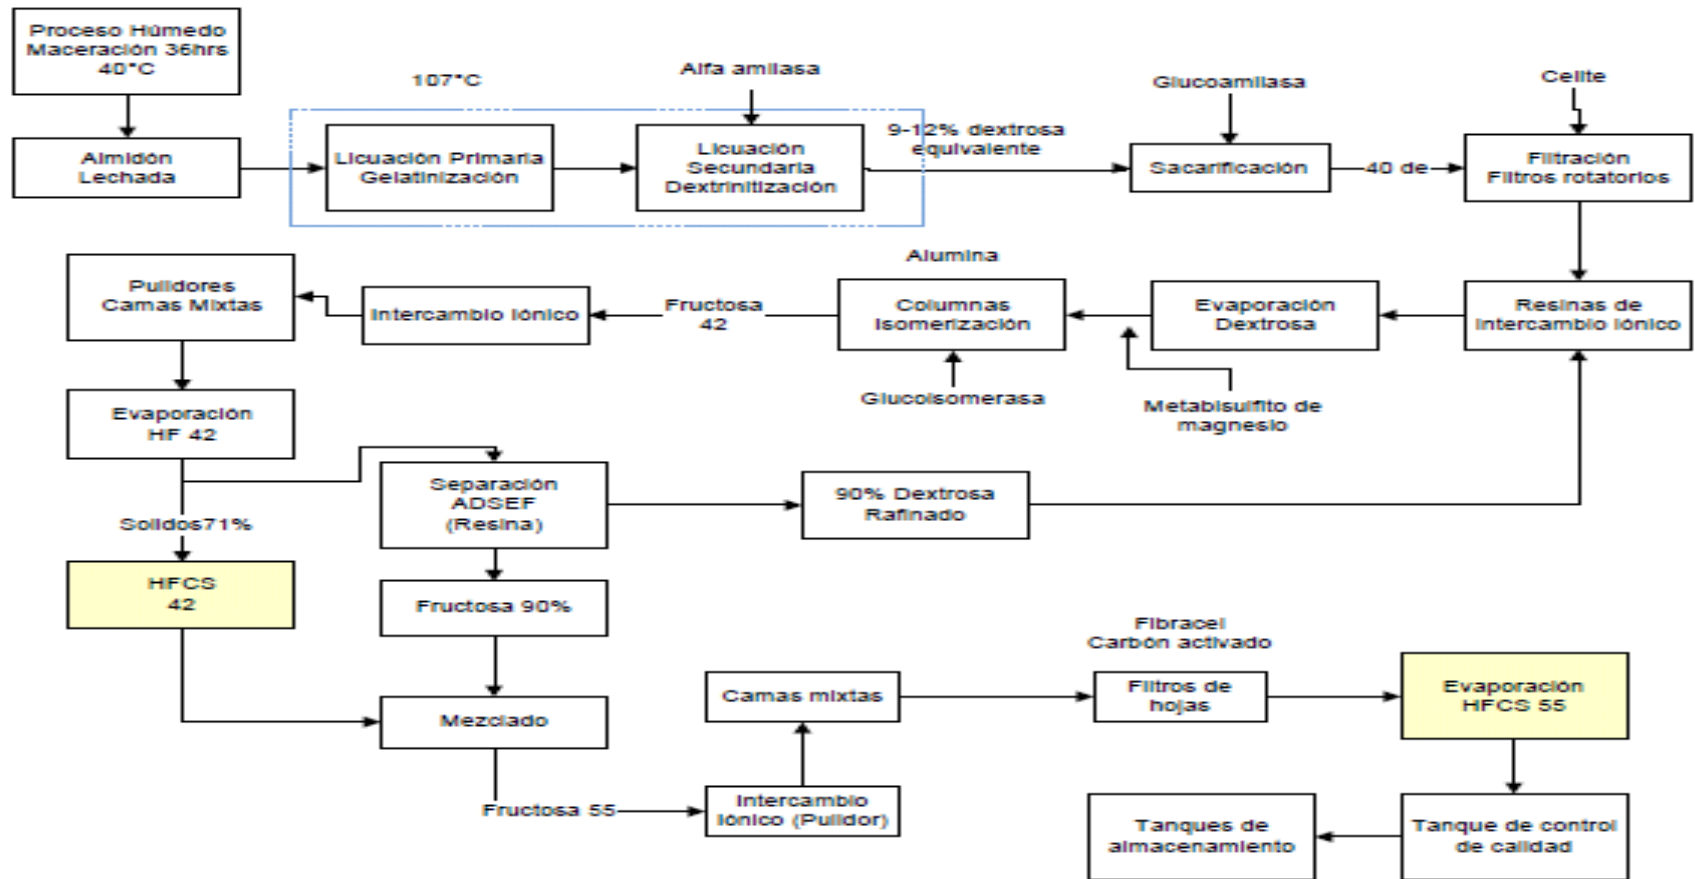 Proceso Húmedo
Maceración 36hrs
40°C
107°C
Alfa amilasa
Glucoamilasa
Celite
Almidón
Lechada
Licuación Primaria
Gelatinización
Licuación
Secundaria
Dextrinitización
9-12% dextrosa
equivalente
Sacarificación
40 de
Filtración
Filtros rotatorios
Pulidores
Camas Mixtas
Intercambio Iónico
Fructosa
42
Alumina
Columnas
Isomerización
Evaporación
Dextrosa
Resinas de
Intercambio Iónico
Glucoisomerasa
Metabisulfito de
magnesio
Evaporación
HF 42
Separación
ADSEF
(Resina)
90% Dextrosa
Rafinado
Solidos71%
HFCS
42
Fructosa 90%
Mezclado
Fructosa 55
Camas mixtas
Intercambio
Iónico (Pulidor)
Fibracel
Carbón activado
Filtros de
hojas
Evaporación
HFCS 55
Tanques de
almacenamiento
Tanque de control
de calidad